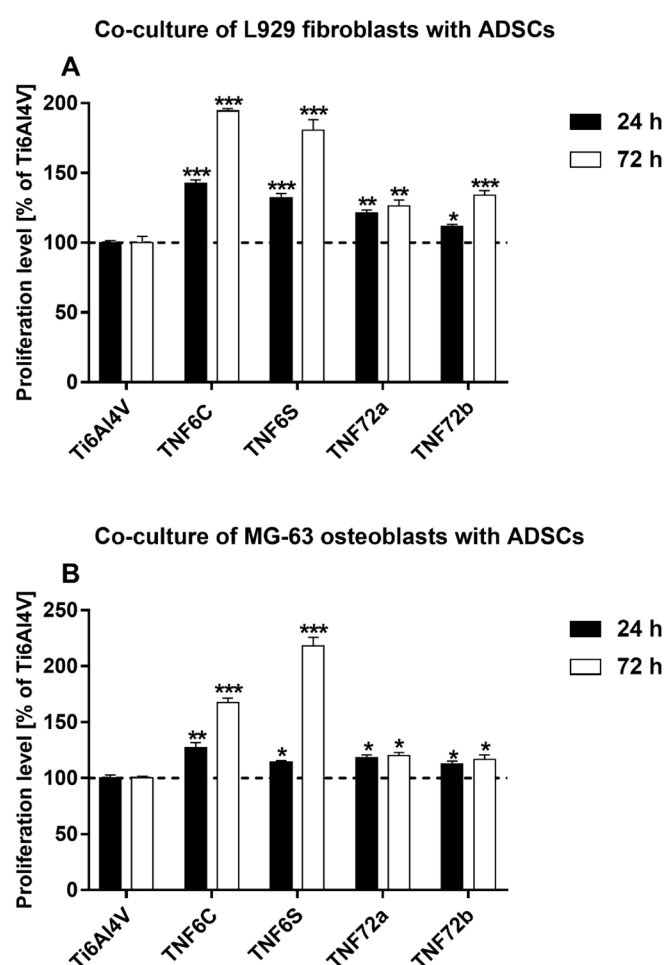 Co-culture of L929 fibroblasts with ADSCs
A
Proliferation level [% of Ti6Al4V]
200
150
100
50
0
***
***
***
***
**
**
*
***
24 h
72 h
Ti6Al4V
TNF6C
TNF6S
TNF72a
TNF72b
Co-culture of MG-63 osteoblasts with ADSCs
B
Proliferation level [% of Ti6Al4V]
250
200
150
100
50
0
**
***
*
***
*
*
*
*
24 h
72 h
Ti6Al4V
TNF6C
TNF6S
TNF72a
TNF72b